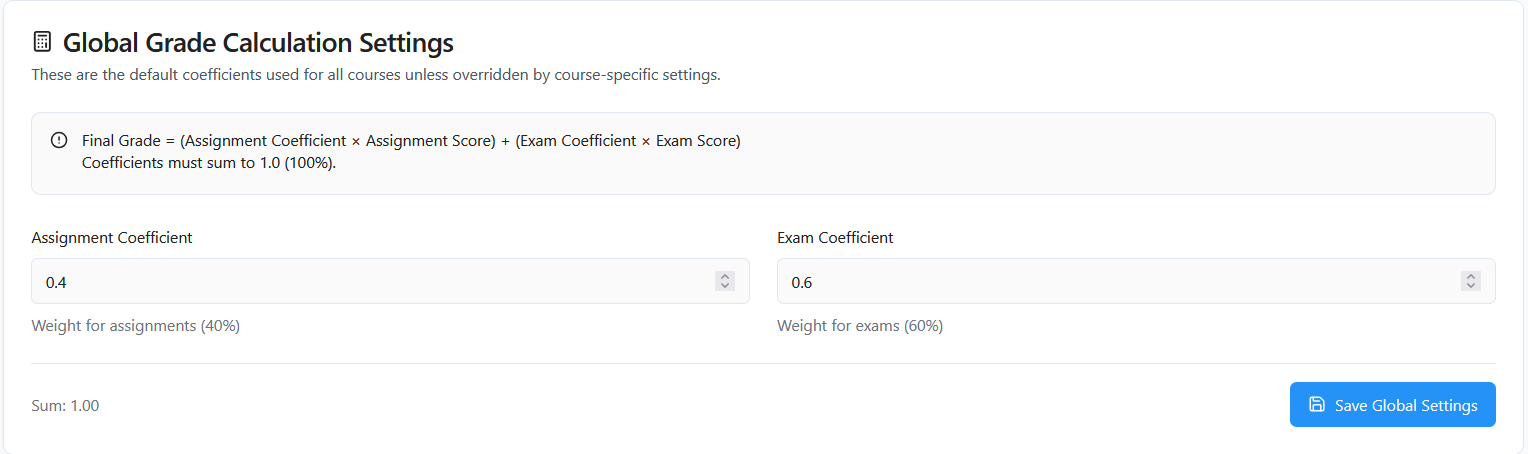 Global Grade Calculation Settings
These are the default coefficients used for all courses unless overridden by course-specific settings.
Final Grade = (Assignment Coefficient × Assignment Score) + (Exam Coefficient × Exam Score)
Coefficients must sum to 1.0 (100%).
Assignment Coefficient
Exam Coefficient
0.4
0.6
Weight for assignments (40%)
Weight for exams (60%)
Sum: 1.00
Save Global Settings